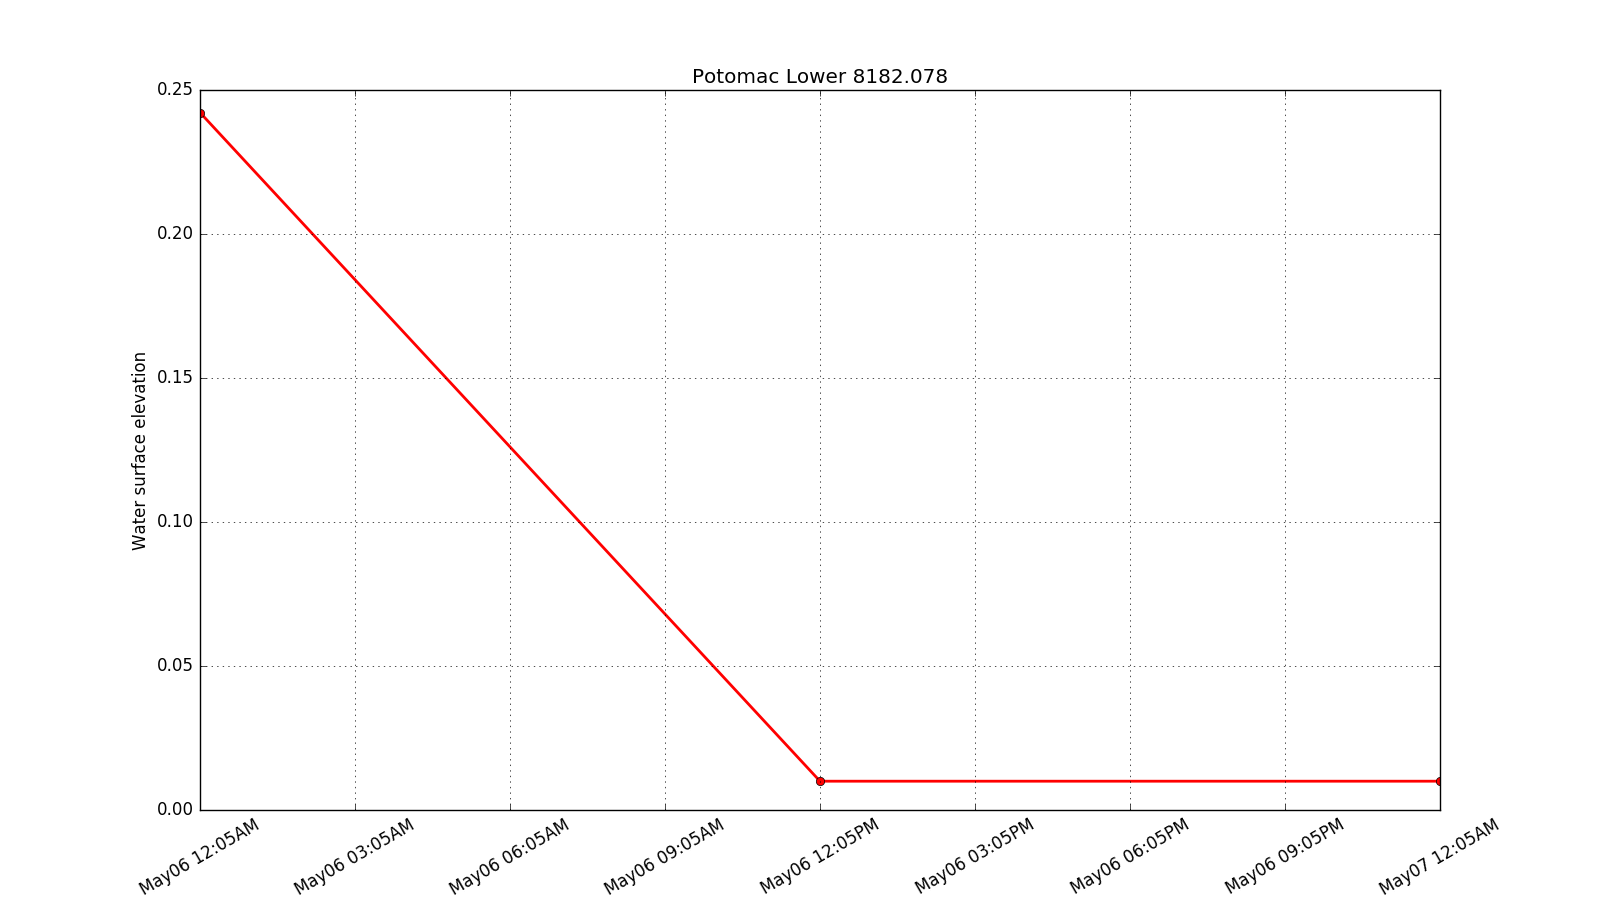 Potomac Lower 8182.078
0.25
0.20
0.15
0.10
0.05
0.00
Water surface elevation
May06 12:05AM
May06 03:05AM
May06 06:05AM
May06 09:05AM
May06 12:05PM
May06 03:05PM
May06 06:05PM
May06 09:05PM
May07 12:05AM